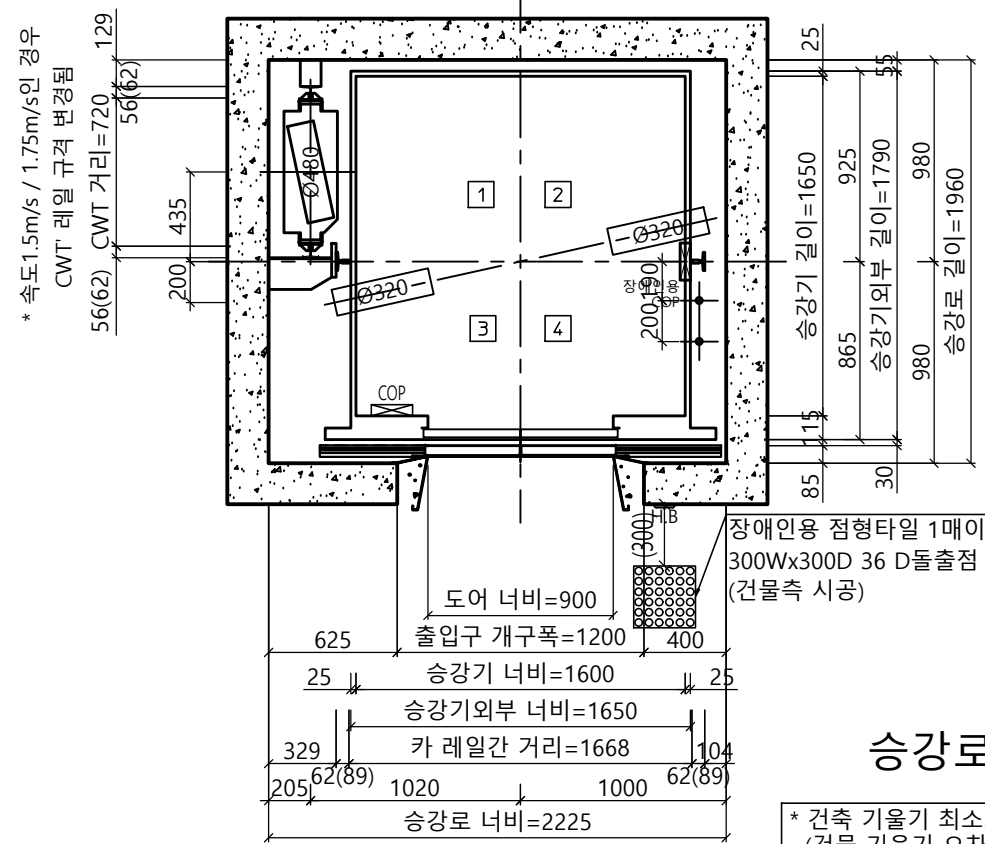 * 속도1.5m/s / 1.75m/s인 경우
CWT' 레일 규격 변경됨
129
56(62)
CWT 거리=720
56(62)
435
200
Ø480
1
2
3
4
Ø320
Ø320
장애인용
COP
190
200
COP
25
925
865
115
85
승강기 길이=1650
55
승강기외부 길이=1790
30
980
980
승강로 길이=1960
H.B
(300)
장애인용 점형타일 1매이
300Wx300D 36 D돌출점
(건물측 시공)
도어 너비=900
625
출입구 개구폭=1200
400
25
승강기 너비=1600
25
승강기외부 너비=1650
329
카 레일간 거리=1668
104
62(89)
62(89)
205
1020
1000
승강로 너비=2225
승강로
* 건축 기울기 최소